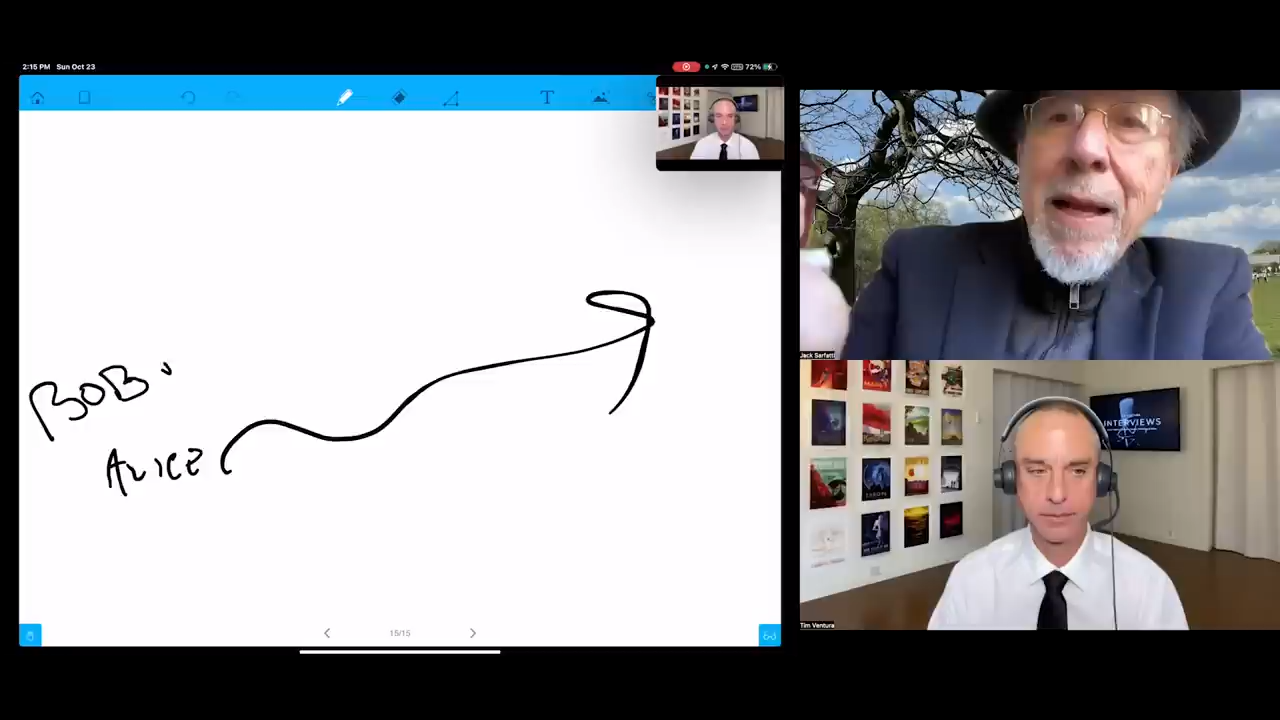 2:15 PM Sun Oct 23
72%
T
BOB
ALICE
15/15
Jack Sarfatti
INTERVIEWS
Tim Ventura